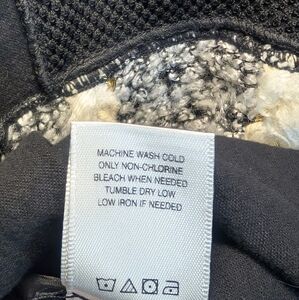 MACHINE WASH COLD
ONLY NON-CHLORINE
BLEACH WHEN NEEDED
TUMBLE DRY LOW
LOW IRON IF NEEDED